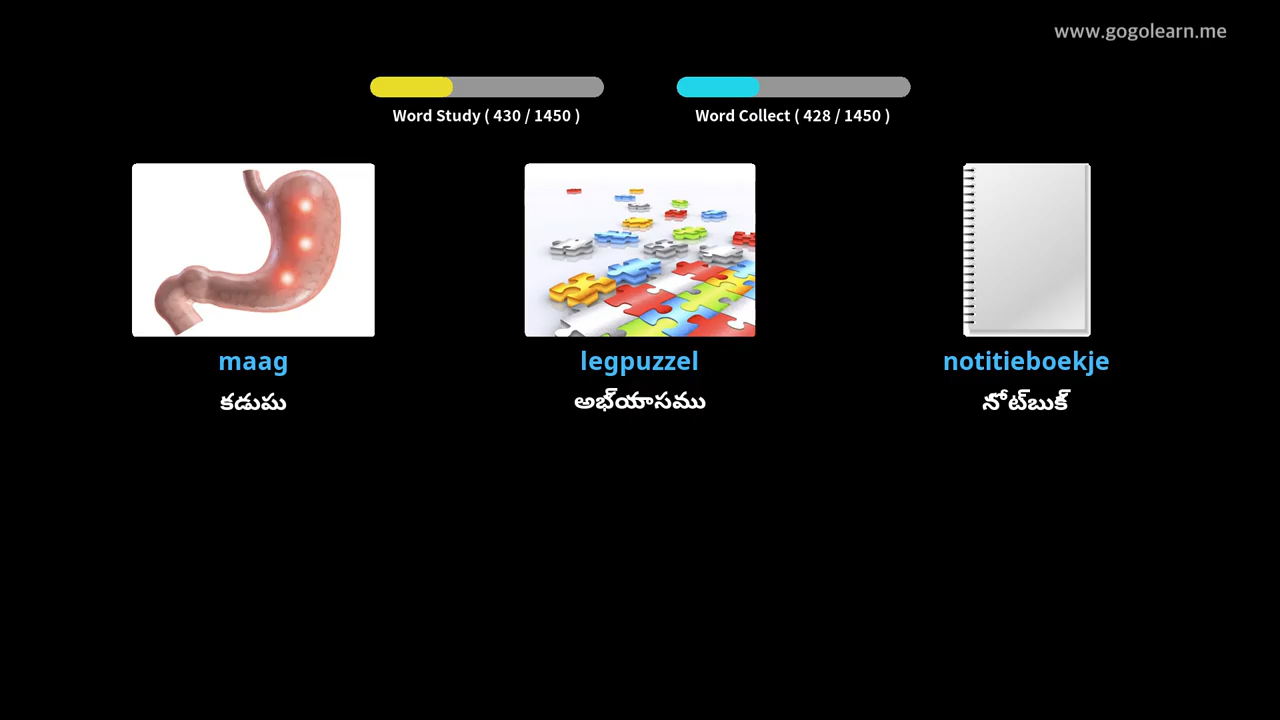 www.gogolearn.me
Word Study ( 430 / 1450 )
Word Collect ( 428 / 1450 )
maag
legpuzzel
notitieboekje
కడుపు
అభ్యాసము
నోట్‌బుక్